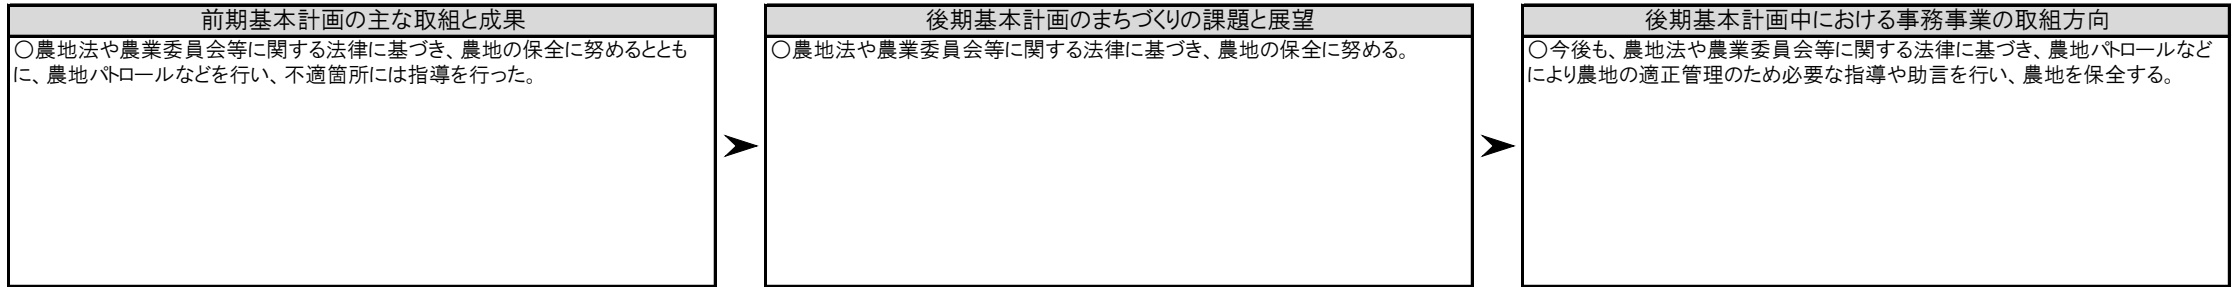 前期基本計画の主な取組と成果
〇農地法や農業委員会等に関する法律に基づき、農地の保全に努めるととも
に、農地パトロールなどを行い、不適箇所には指導を行った。
後期基本計画のまちづくりの課題と展望
〇農地法や農業委員会等に関する法律に基づき、農地の保全に努める。
後期基本計画中における事務事業の取組方向
〇今後も、農地法や農業委員会等に関する法律に基づき、農地パトロールなど
により農地の適正管理のため必要な指導や助言を行い、農地を保全する。